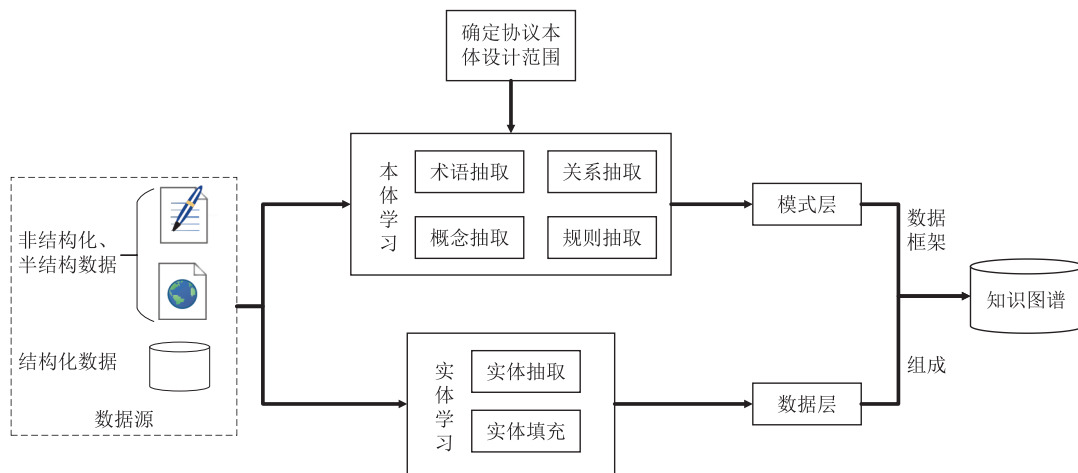 确定协议本
体设计范围
本体学习
术语抽取
关系抽取
概念抽取
规则抽取
模式层
数据
框架
非结构化、
半结构数据
结构化数据
数据源
知识图谱
实体学习
实体抽取
实体填充
数据层
组成